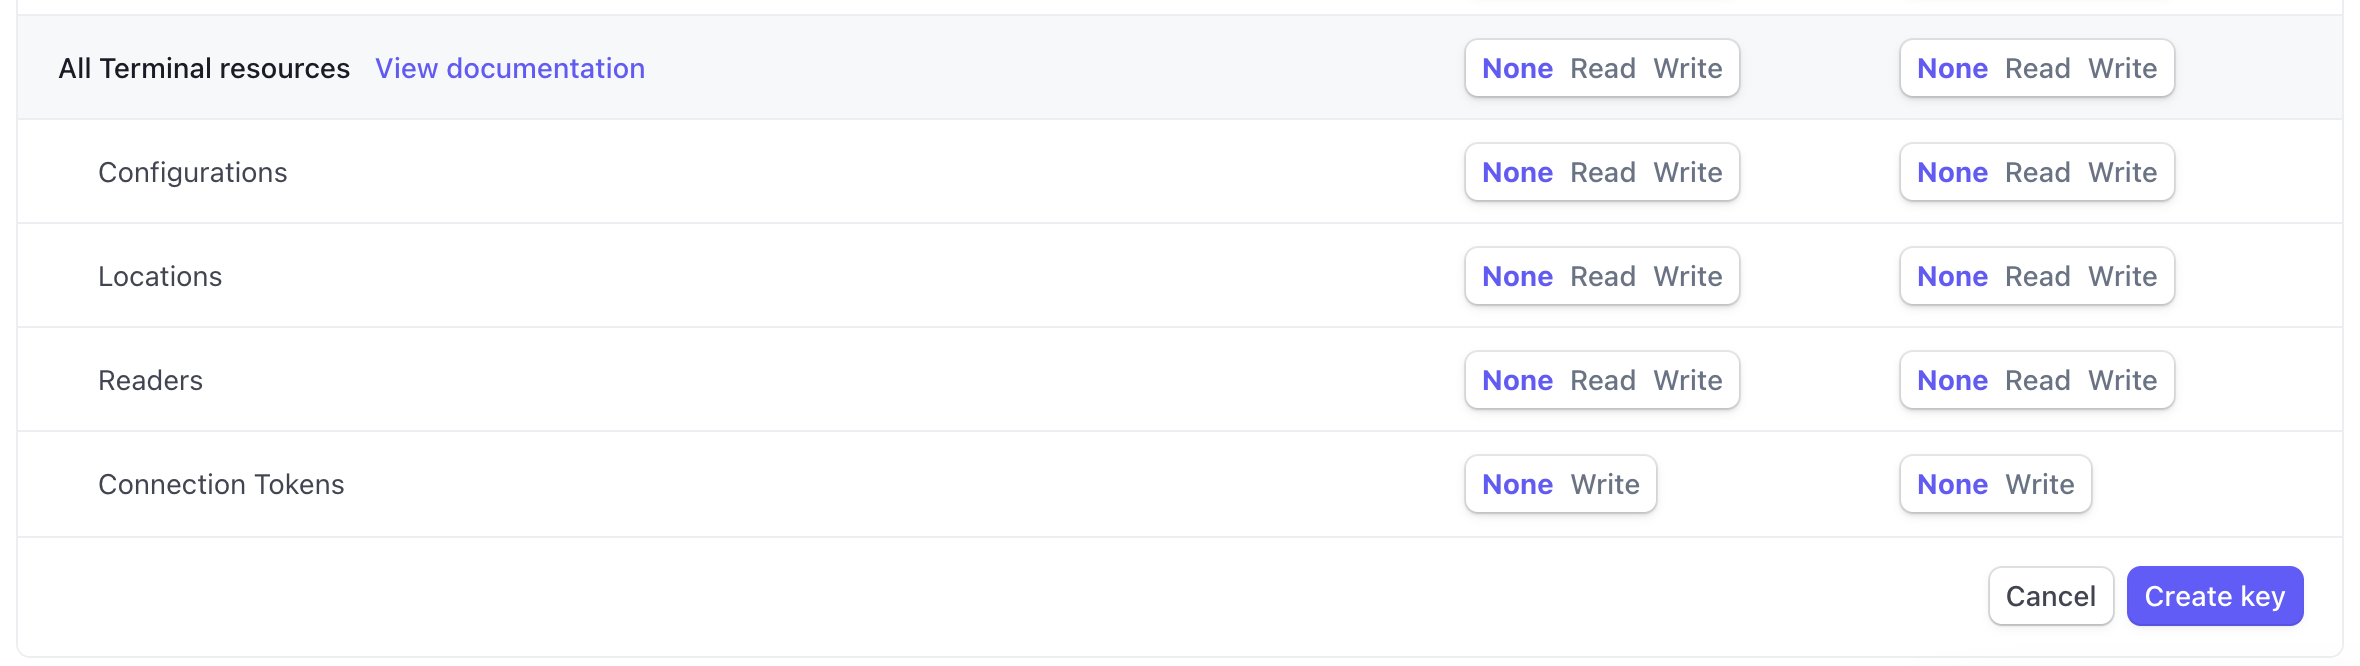 All Terminal resources View documentation None Read Write None Read Write
Configurations None Read Write None Read Write
Locations None Read Write None Read Write
Readers None Read Write None Read Write
Connection Tokens None Write None Write
Cancel Create key